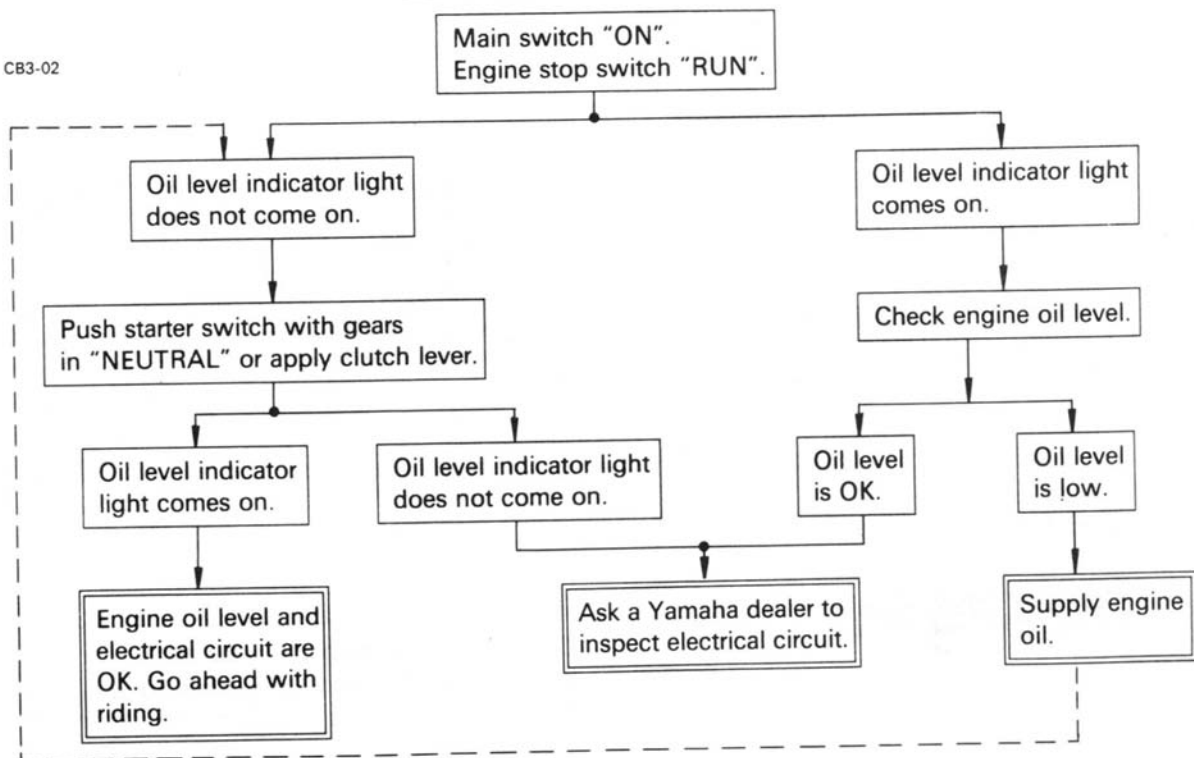 CB3-02
Main switch "ON".
Engine stop switch "RUN".
Oil level indicator light
does not come on.
Oil level indicator light
comes on.
Push starter switch with gears
in "NEUTRAL" or apply clutch lever.
Check engine oil level.
Oil level indicator
light comes on.
Oil level indicator light
does not come on.
Oil level
is OK.
Oil level
is low.
Engine oil level and
electrical circuit are
OK. Go ahead with
riding.
Ask a Yamaha dealer to
inspect electrical circuit.
Supply engine
oil.